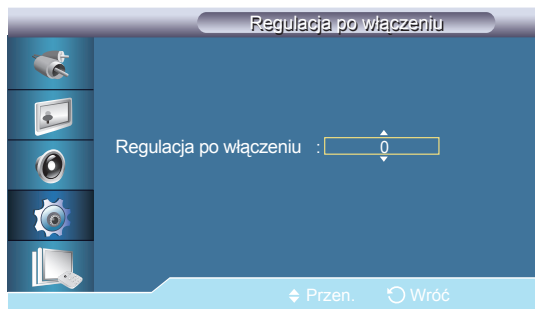 Regulacja po włączeniu
Regulacja po włączeniu : 0
Przen. Wróć